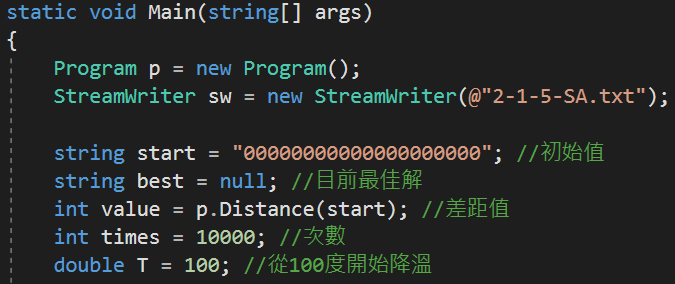 static void Main(string[] args)
{
Program p = new Program();
StreamWriter sw = new StreamWriter(@"2-1-5-SA.txt");
string start = "00000000000000000000"; //初始值
string best = null; //目前最佳解
int value = p.Distance(start); //差距值
int times = 10000; //次數
double T = 100; //從100度開始降溫